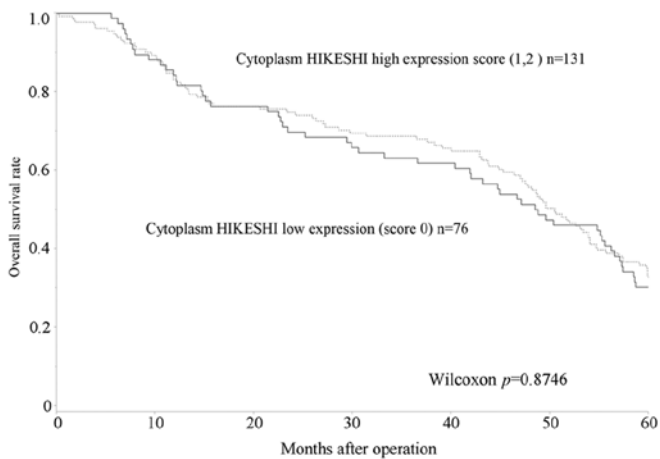 1.0
Cytoplasm HIKESHI high expression score (1,2 ) n=131
0.8
0.6
Overall survival rate
Cytoplasm HIKESHI low expression (score 0) n=76
0.4
0.2
Wilcoxon p=0.8746
0
0 10 20 30 40 50 60
Months after operation